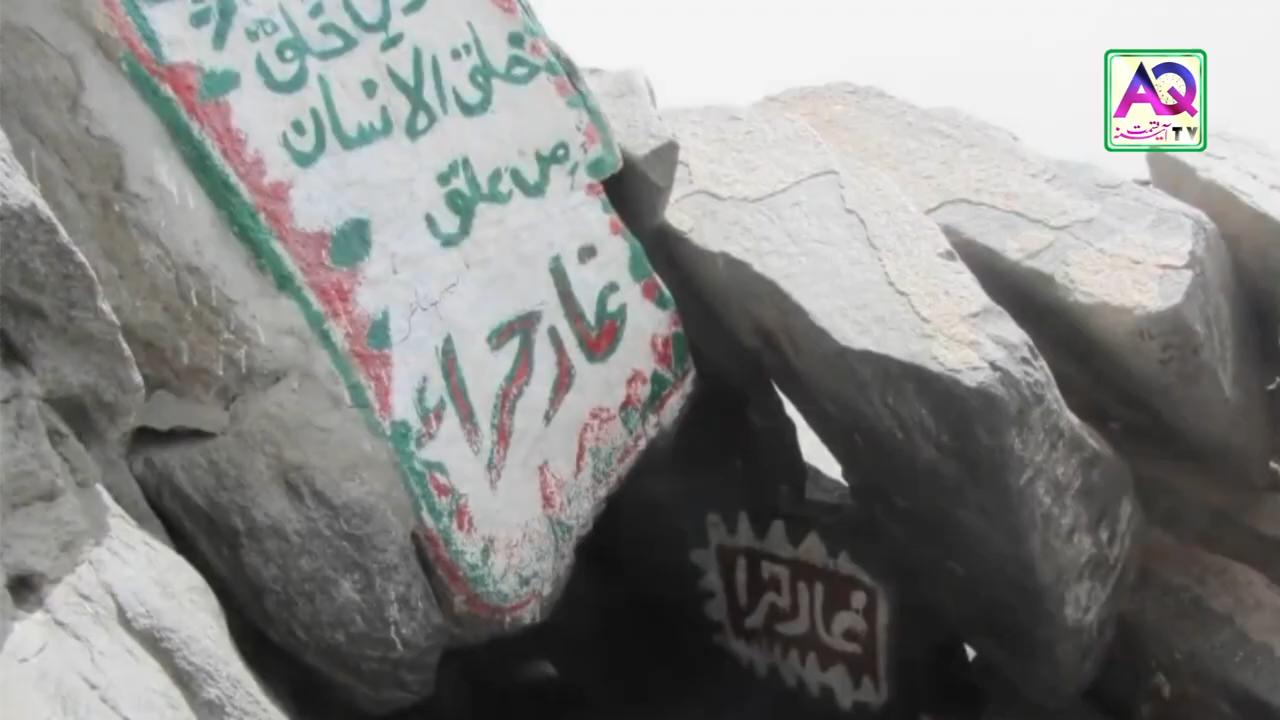 خلق
خلق الانسان
من علق
غار حراء
غار حرا
AQ
TV